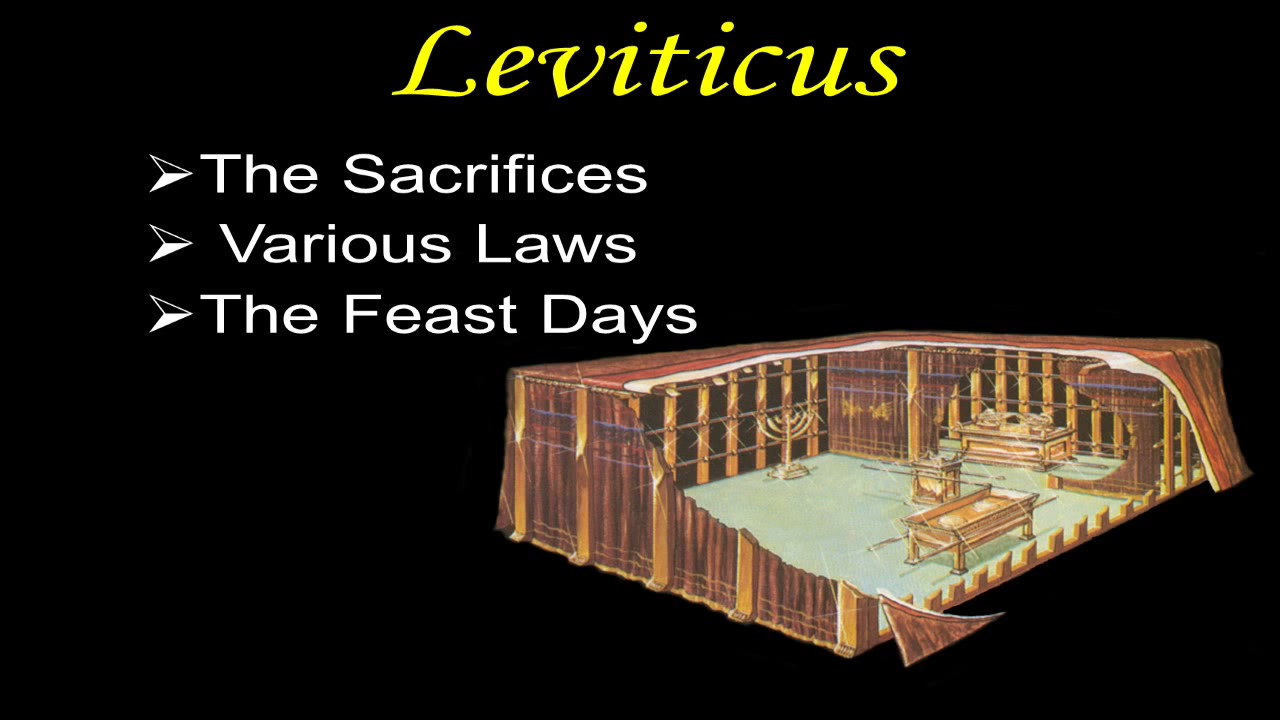 Leviticus
➢The Sacrifices
➢ Various Laws
➢The Feast Days